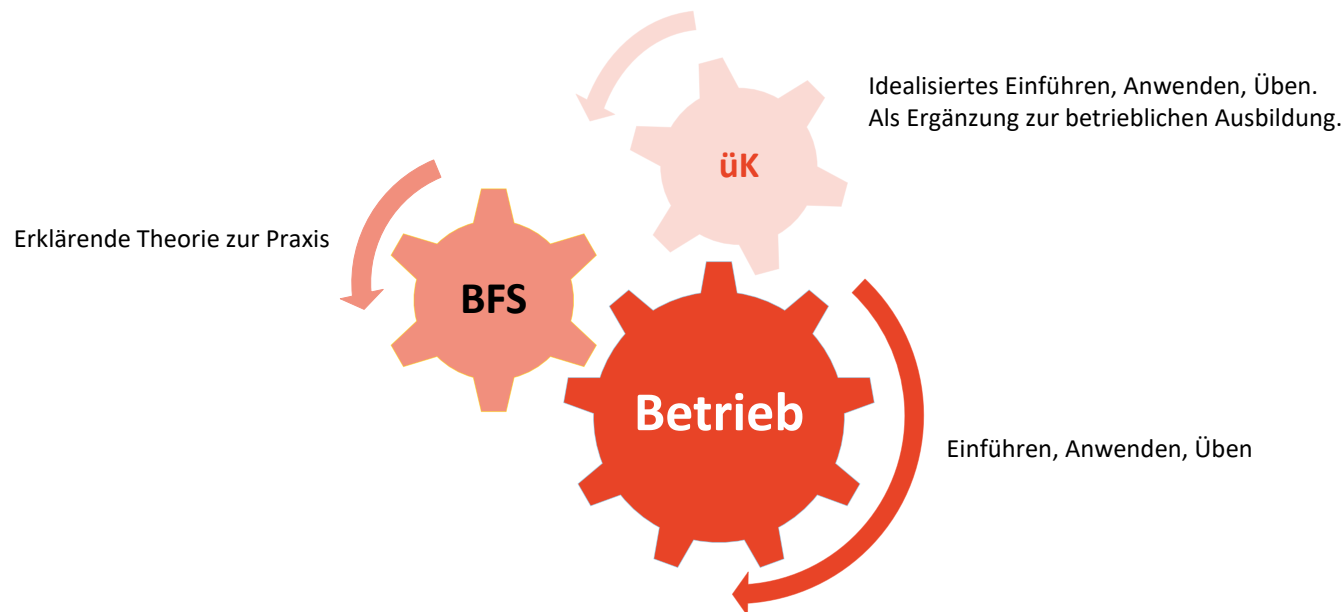 Idealisiertes Einführen, Anwenden, Üben.
Als Ergänzung zur betrieblichen Ausbildung.
üK
Erklärende Theorie zur Praxis
BFS
Betrieb
Einführen, Anwenden, Üben